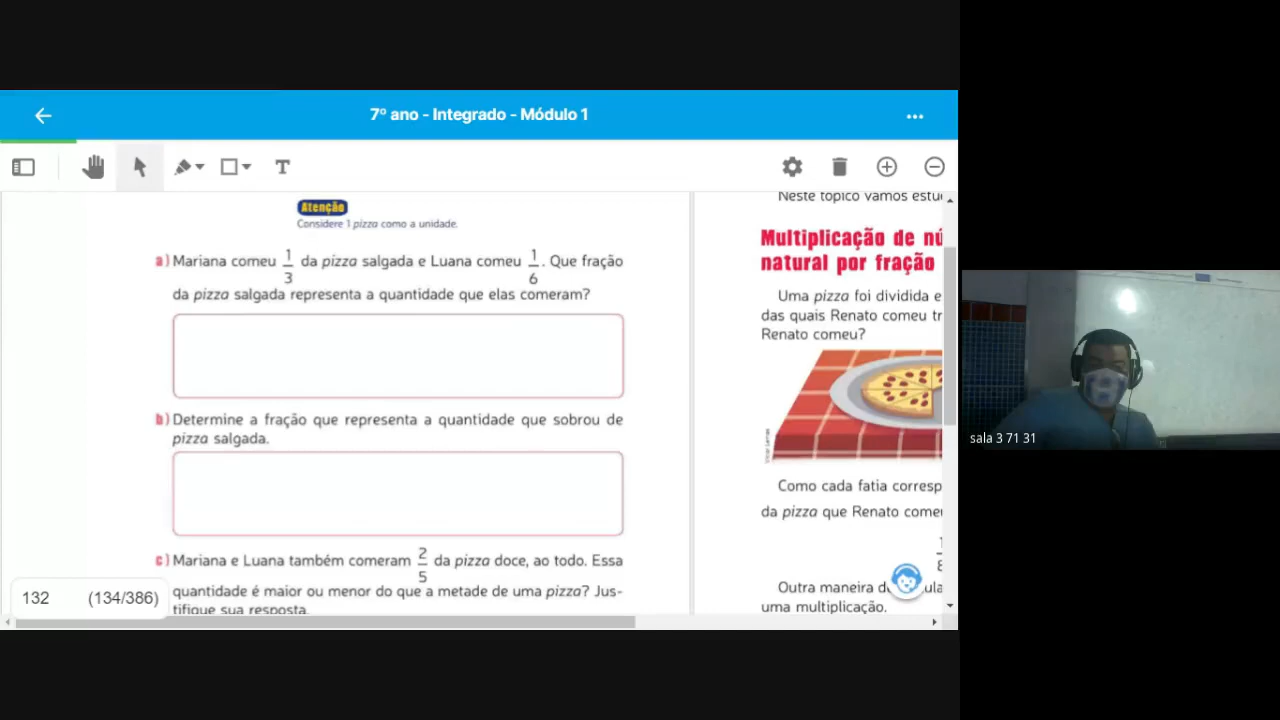 7º ano - Integrado - Módulo 1
T
Atenção
Considere 1 pizza como a unidade.
a) Mariana comeu 1/3 da pizza salgada e Luana comeu 1/6. Que fração
da pizza salgada representa a quantidade que elas comeram?
b) Determine a fração que representa a quantidade que sobrou de
pizza salgada.
c) Mariana e Luana também comeram 2/5 da pizza doce, ao todo. Essa
quantidade é maior ou menor do que a metade de uma pizza? Jus-
tifique sua resposta.
132 (134/386)
Neste tópico vamos estu
Multiplicação de nú
natural por fração
Uma pizza foi dividida e
das quais Renato comeu tr
Renato comeu?
Como cada fatia corresp
da pizza que Renato come
1/8
Outra maneira d ula
uma multiplicação.
sala 3 71 31